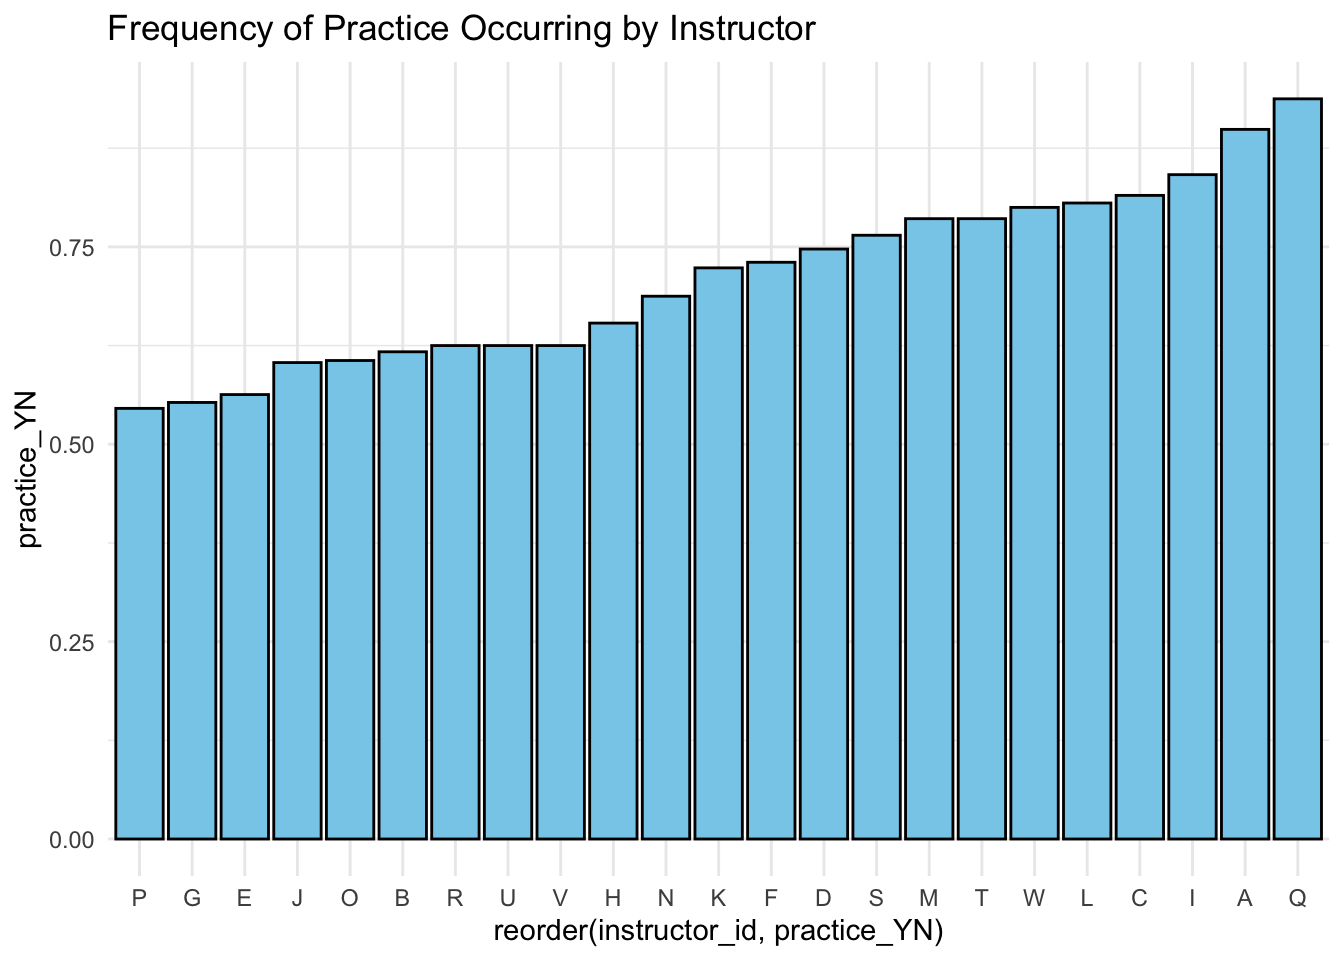 Frequency of Practice Occurring by Instructor
practice_YN
0.75
0.50
0.25
0.00
P G E J O B R U V H N K F D S M T W L C I A Q
reorder(instructor_id, practice_YN)